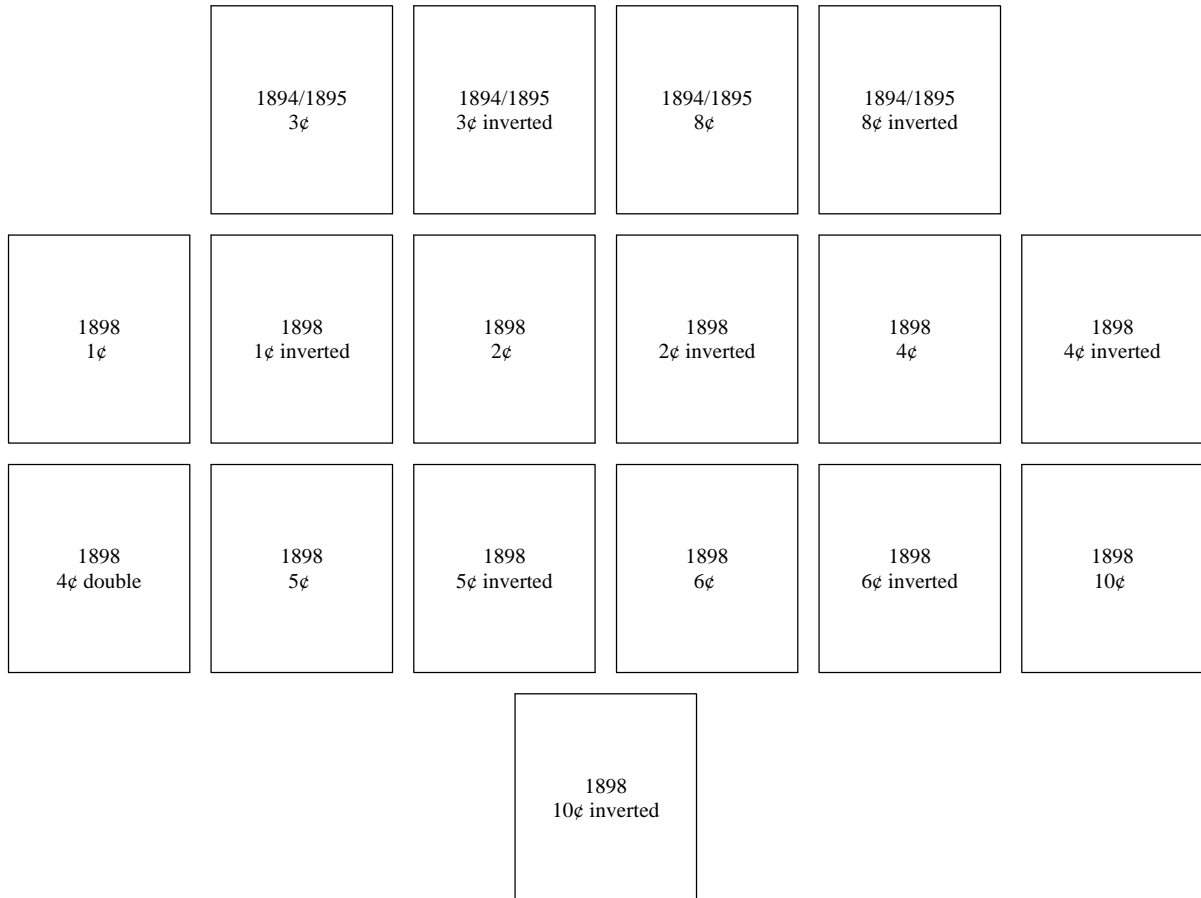 1894/1895
3¢
1894/1895
3¢ inverted
1894/1895
8¢
1894/1895
8¢ inverted
1898
1¢
1898
1¢ inverted
1898
2¢
1898
2¢ inverted
1898
4¢
1898
4¢ inverted
1898
4¢ double
1898
5¢
1898
5¢ inverted
1898
6¢
1898
6¢ inverted
1898
10¢
1898
10¢ inverted